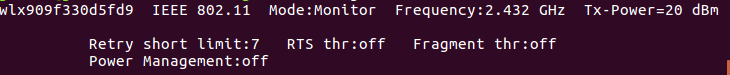 wlx909f330d5fd9  IEEE 802.11  Mode:Monitor  Frequency:2.432 GHz  Tx-Power=20 dBm
Retry short limit:7   RTS thr:off   Fragment thr:off
Power Management:off